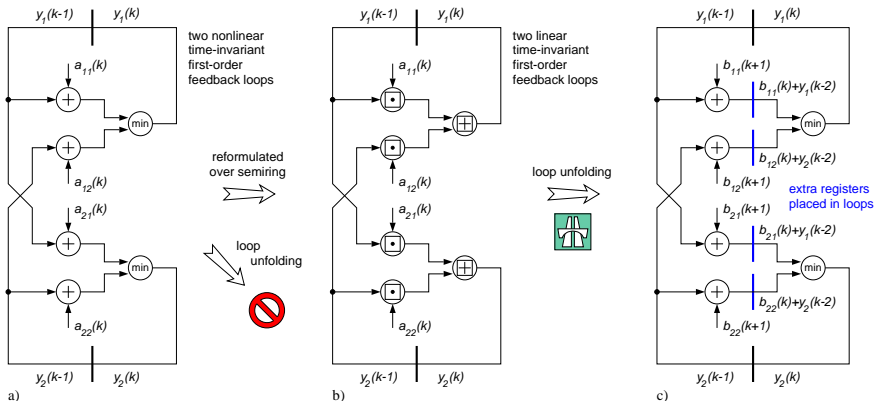 y1(k-1) y1(k)
two nonlinear
time-invariant
first-order
feedback loops
a11(k)
+
min
+
a12(k)
a21(k)
+
min
+
a22(k)
y2(k-1) y2(k)
a)
reformulated
over semiring
loop
unfolding
y1(k-1) y1(k)
two linear
time-invariant
first-order
feedback loops
a11(k)
a12(k)
a21(k)
a22(k)
y2(k-1) y2(k)
b)
loop unfolding
y1(k-1) y1(k)
b11(k+1)
b11(k)+y1(k-2)
+
min
+
b12(k)+y2(k-2)
b12(k+1)
extra registers
placed in loops
b21(k+1)
b21(k)+y1(k-2)
+
min
+
b22(k)+y2(k-2)
b22(k+1)
y2(k-1) y2(k)
c)